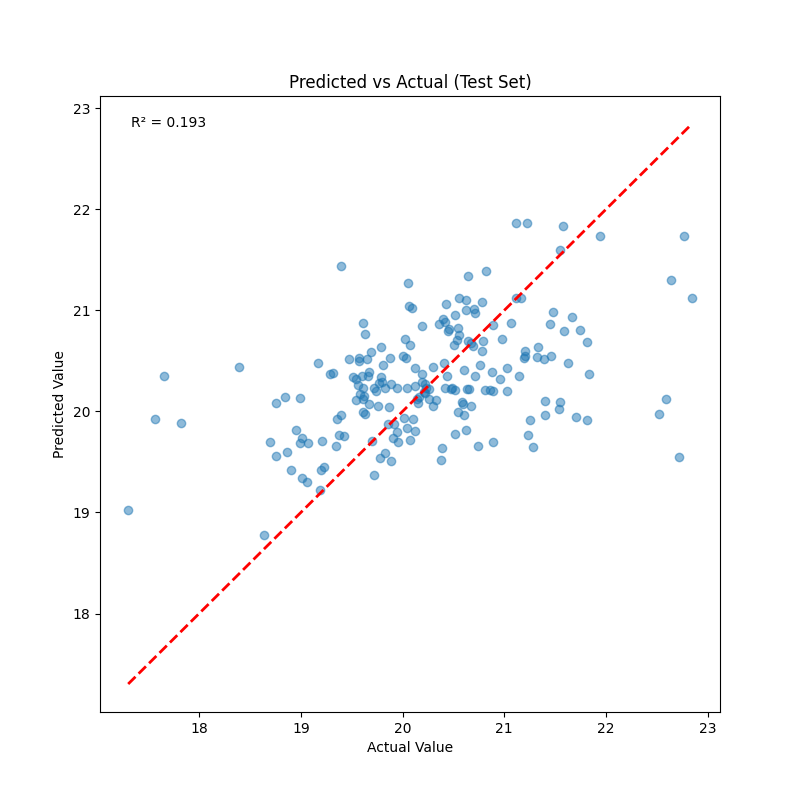 Predicted vs Actual (Test Set)
R² = 0.193
23
22
21
20
19
18
Predicted Value
18 19 20 21 22 23
Actual Value